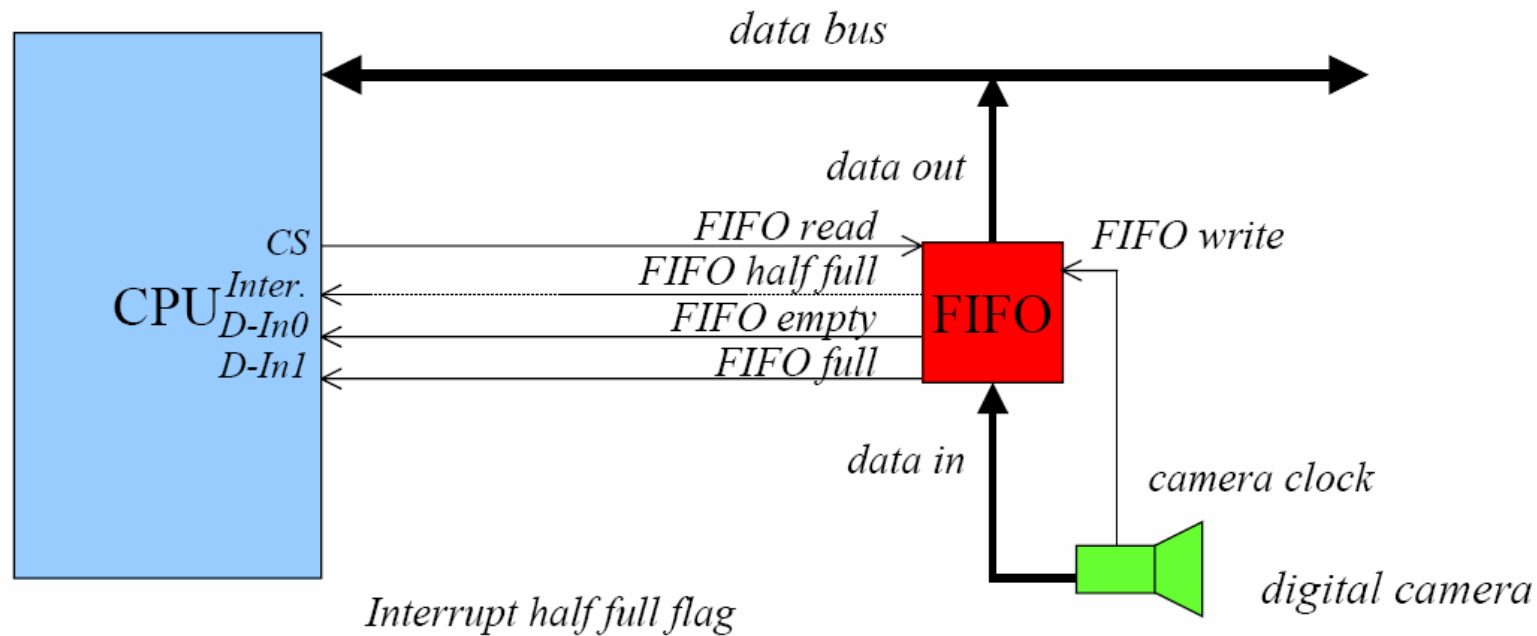 data bus
data out
CS
FIFO read
FIFO write
Inter.
FIFO half full
CPU
D-In0
FIFO empty
FIFO
D-In1
FIFO full
data in
camera clock
digital camera
Interrupt half full flag